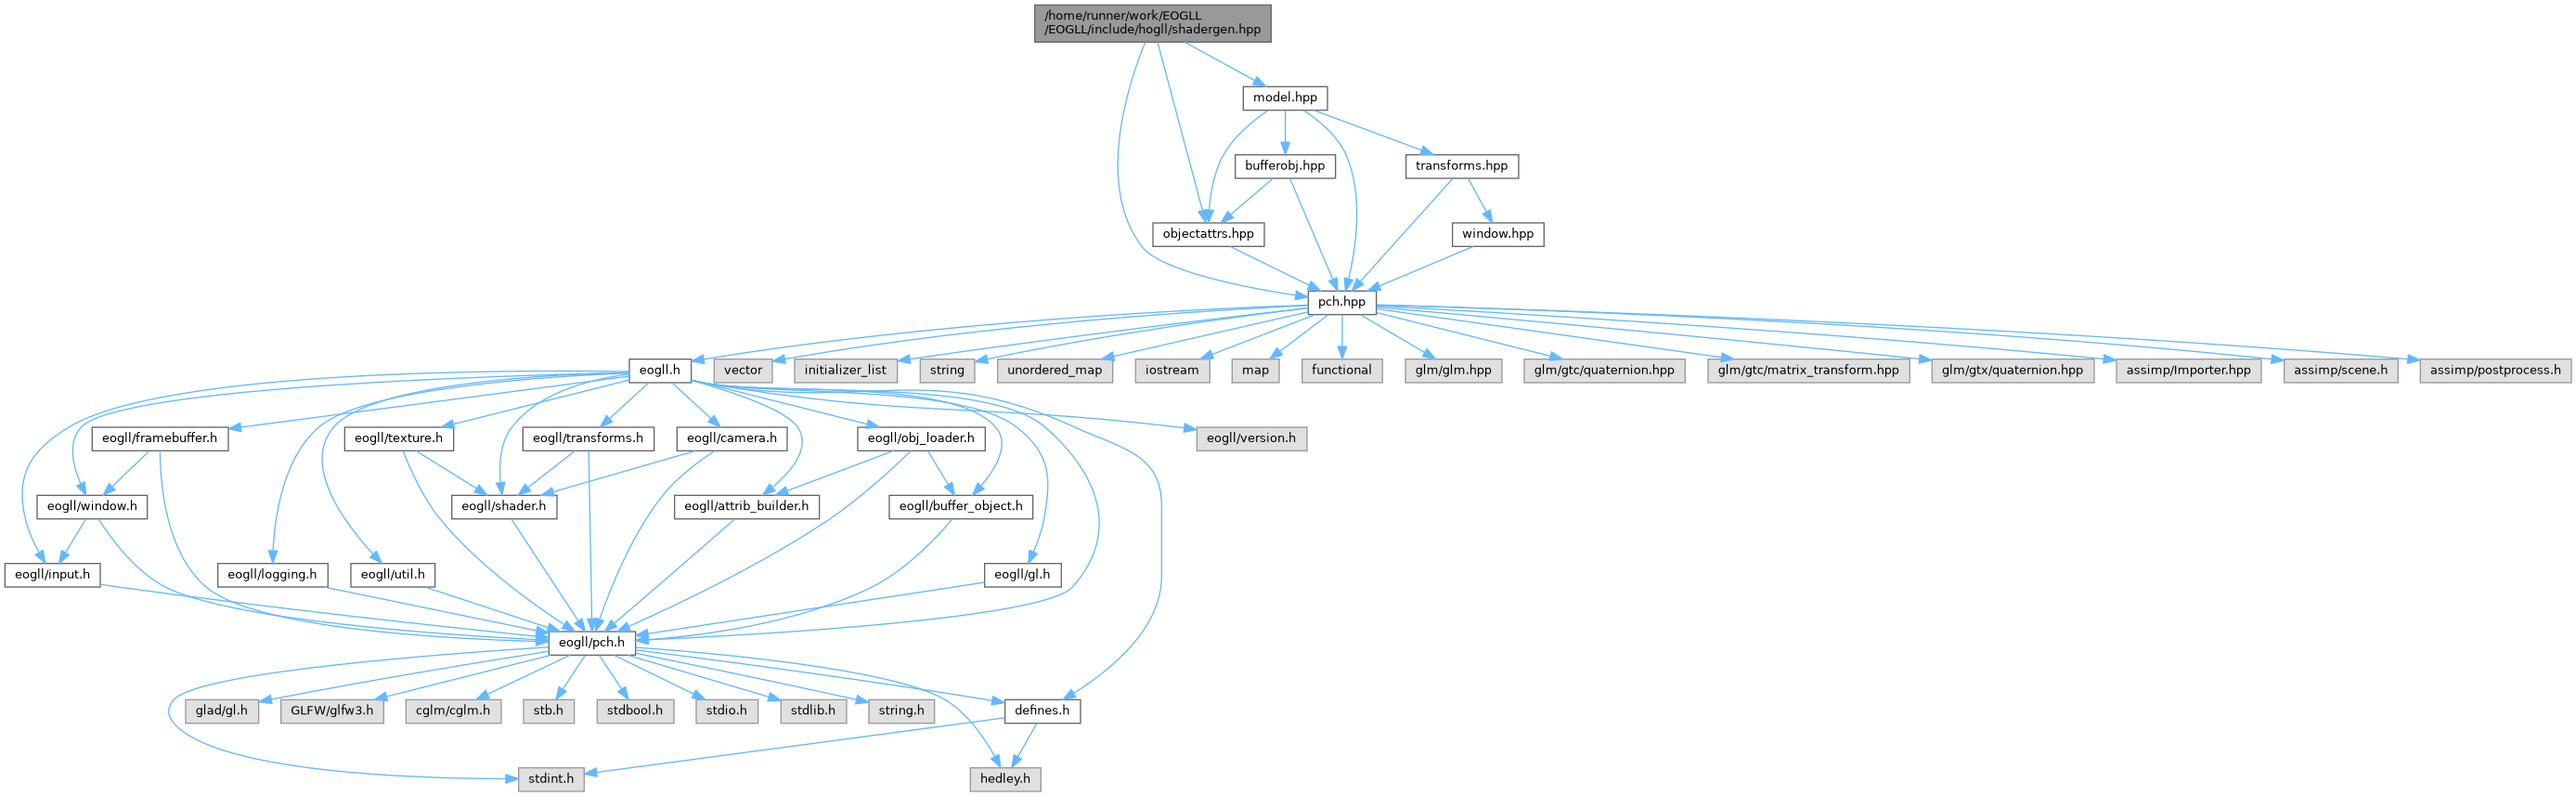 /home/runner/work/EOGLL
/EOGLL/include/hogll/shadergen.hpp
model.hpp
bufferobj.hpp
transforms.hpp
objectattrs.hpp
window.hpp
pch.hpp
eogll.h
vector
initializer_list
string
unordered_map
iostream
map
functional
glm/glm.hpp
glm/gtc/quaternion.hpp
glm/gtc/matrix_transform.hpp
glm/gtx/quaternion.hpp
assimp/Importer.hpp
assimp/scene.h
assimp/postprocess.h
eogll/framebuffer.h
eogll/texture.h
eogll/transforms.h
eogll/camera.h
eogll/obj_loader.h
eogll/version.h
eogll/window.h
eogll/shader.h
eogll/attrib_builder.h
eogll/buffer_object.h
eogll/input.h
eogll/logging.h
eogll/util.h
eogll/gl.h
eogll/pch.h
glad/gl.h
GLFW/glfw3.h
cglm/cglm.h
stb.h
stdbool.h
stdio.h
stdlib.h
string.h
defines.h
stdint.h
hedley.h